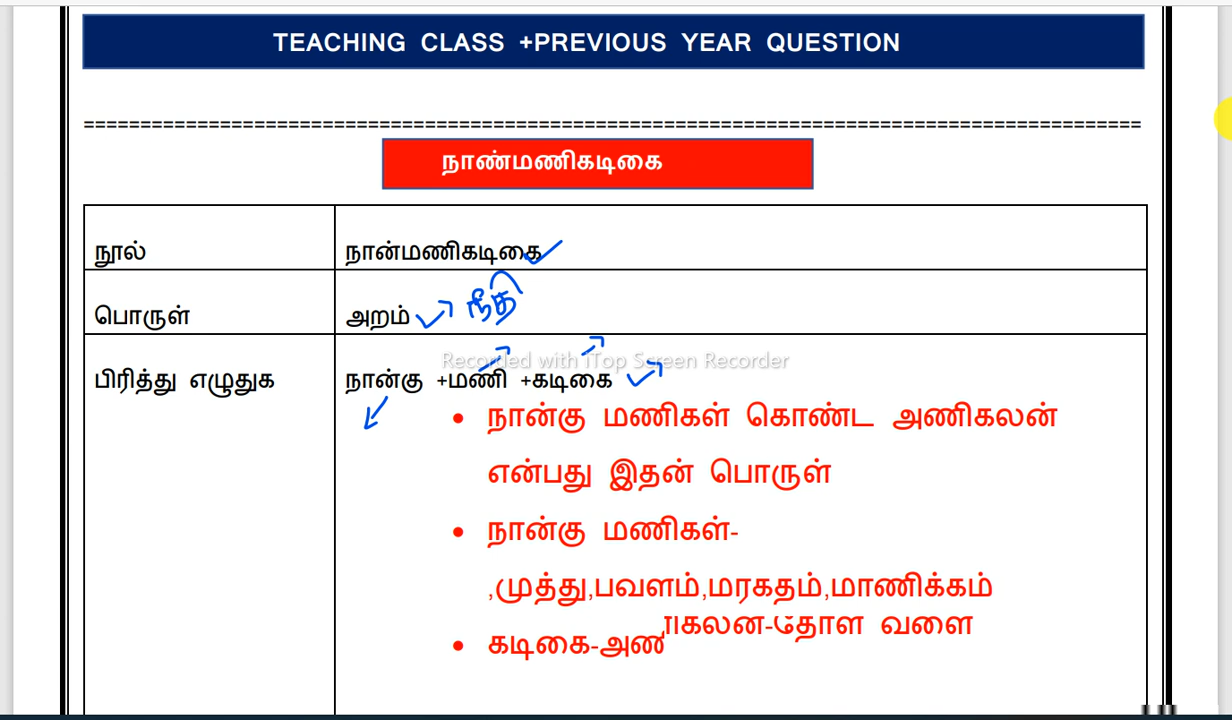 TEACHING CLASS +PREVIOUS YEAR QUESTION
==========================================================================================
நாண்மணிகடிகை
நூல் நான்மணிகடிகை
பொருள் அறம் நீதி
Recorded with iTop Screen Recorder
பிரித்து எழுதுக நான்கு +மணி +கடிகை
• நான்கு மணிகள் கொண்ட அணிகலன்
என்பது இதன் பொருள்
• நான்கு மணிகள்-
,முத்து,பவளம்,மரகதம்,மாணிக்கம்
• கடிகை-அணிகலன்-தோள் வளை